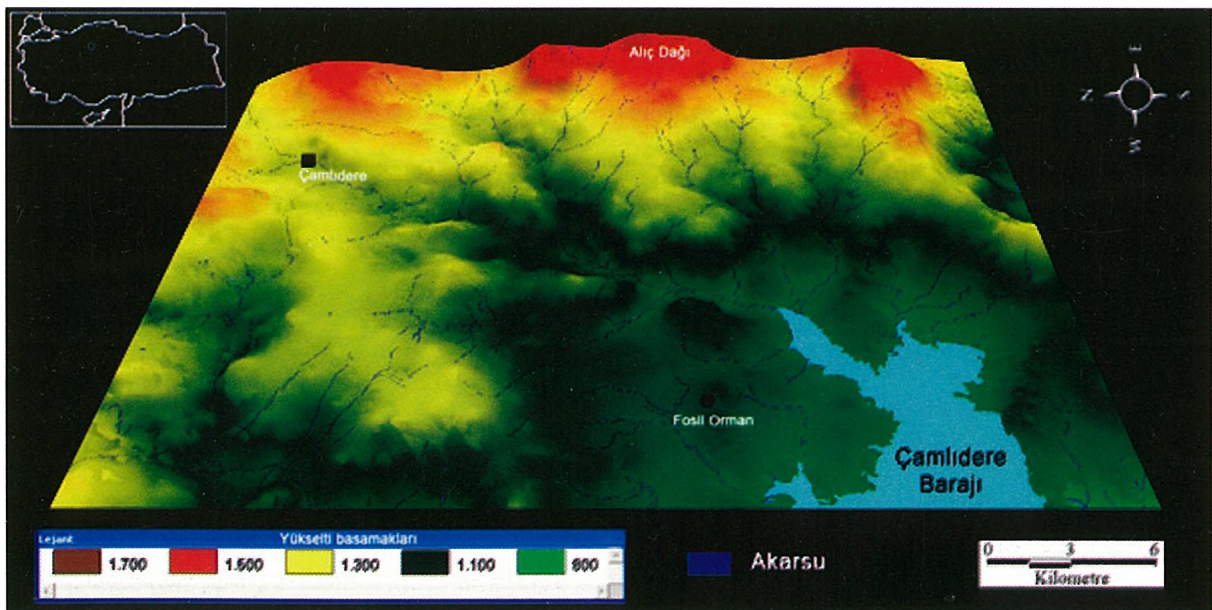 Alıç Dağı
E
N
S
W
Çamlıdere
Fosil Orman
Çamlıdere
Barajı
Lejant
Yükselti basamakları
1.700
1.500
1.300
1.100
800
Akarsu
0 3 6
Kilometre